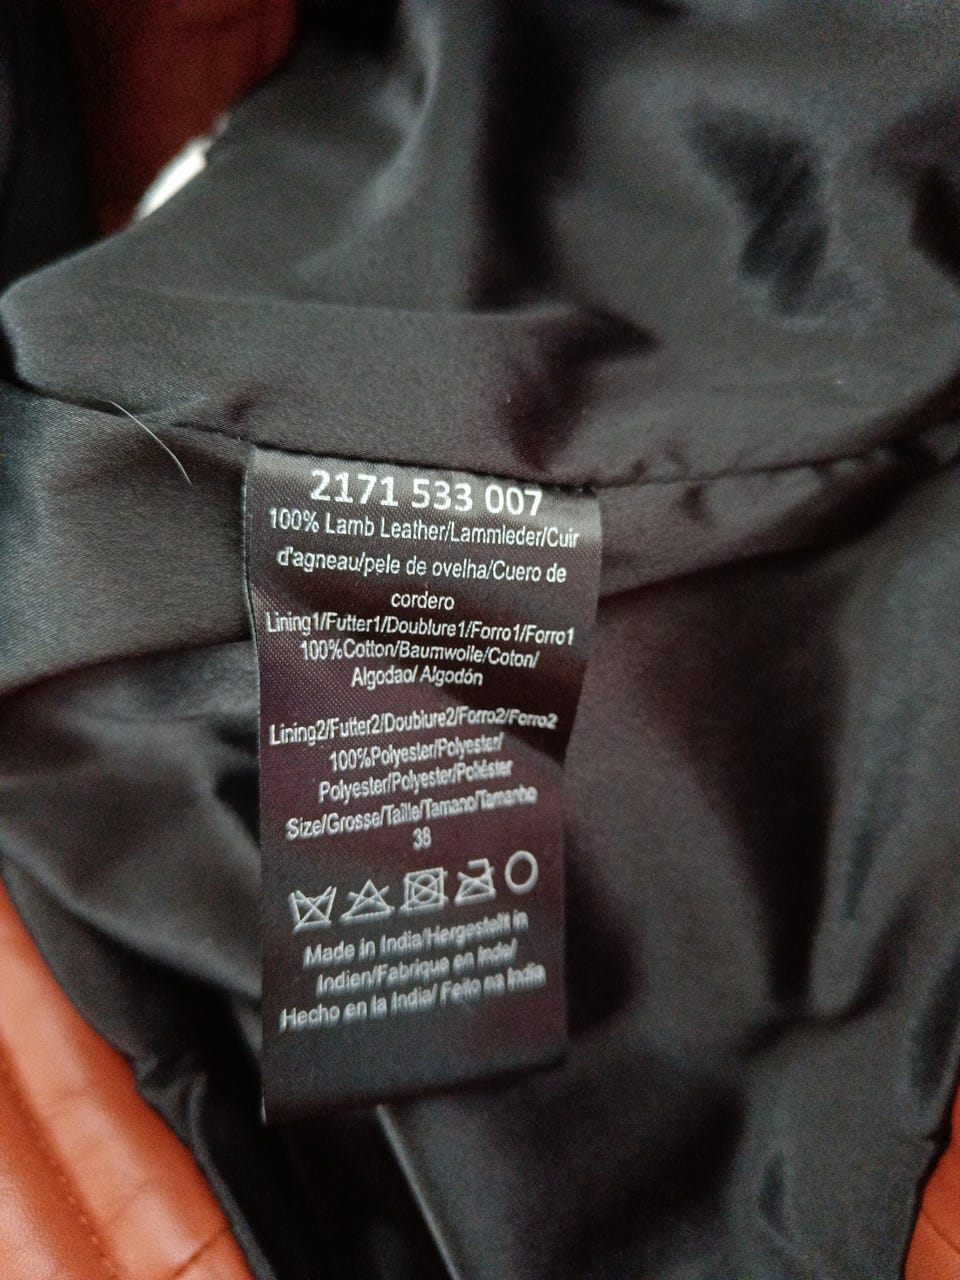 2171 533 007
100% Lamb Leather/Lammleder/Cuir
d'agneau/pele de ovelha/Cuero de
cordero
Lining1/Futter1/Doublure1/Forro1/Forro1
100%Cotton/Baumwolle/Coton/
Algodao/ Algodón
Lining2/Futter2/Doublure2/Forro2/Forro2
100%Polyester/Polyester/
Polyester/Polyester/Poliéster
Size/Grosse/Taille/Tamano/Tamanho
38
Made in India/Hergestellt in
Indien/Fabrique en Inde/
Hecho en la India/ Feito na India